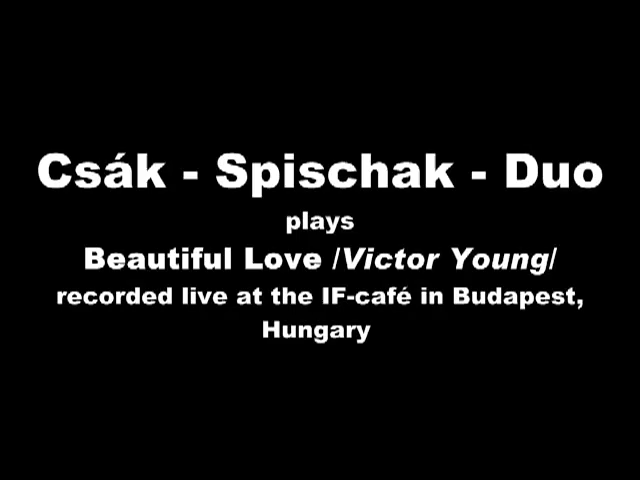 Csák - Spischak - Duo
plays
Beautiful Love /Victor Young/
recorded live at the IF-café in Budapest,
Hungary